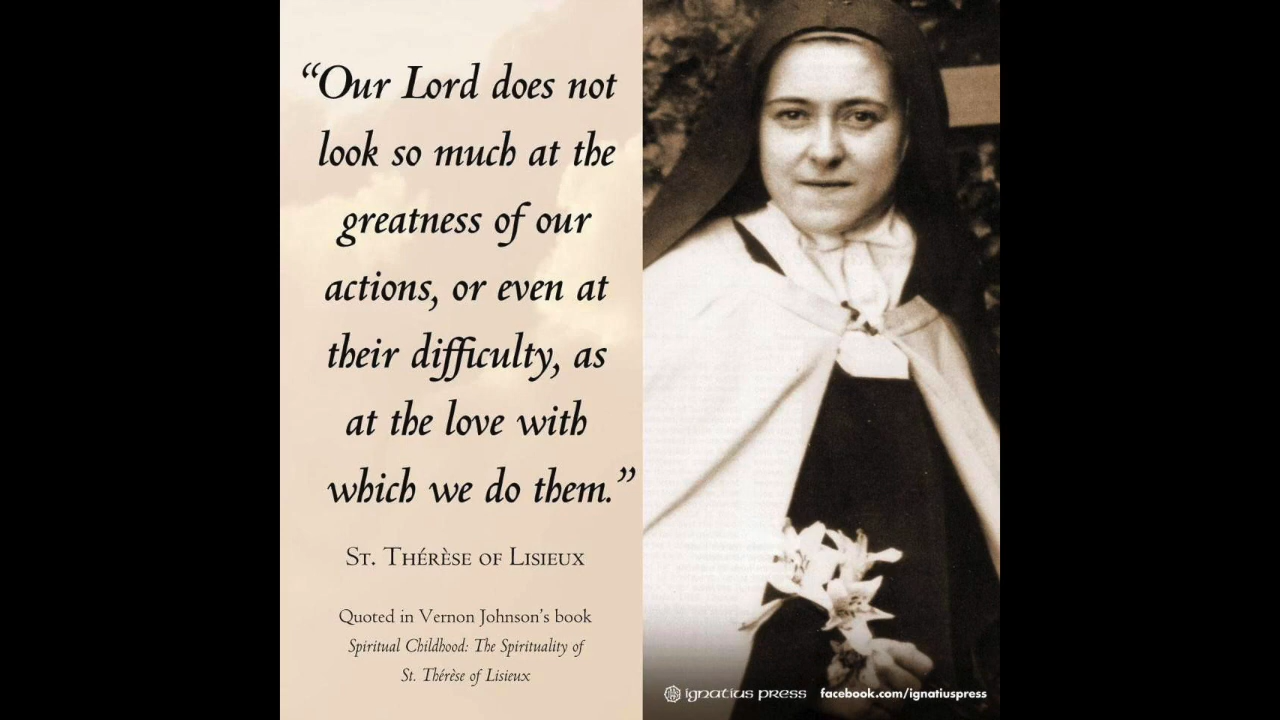 “Our Lord does not
look so much at the
greatness of our
actions, or even at
their difficulty, as
at the love with
which we do them.”
St. Thérèse of Lisieux
Quoted in Vernon Johnson’s book
Spiritual Childhood: The Spirituality of
St. Thérèse of Lisieux
ignatius press facebook.com/ignatiuspress